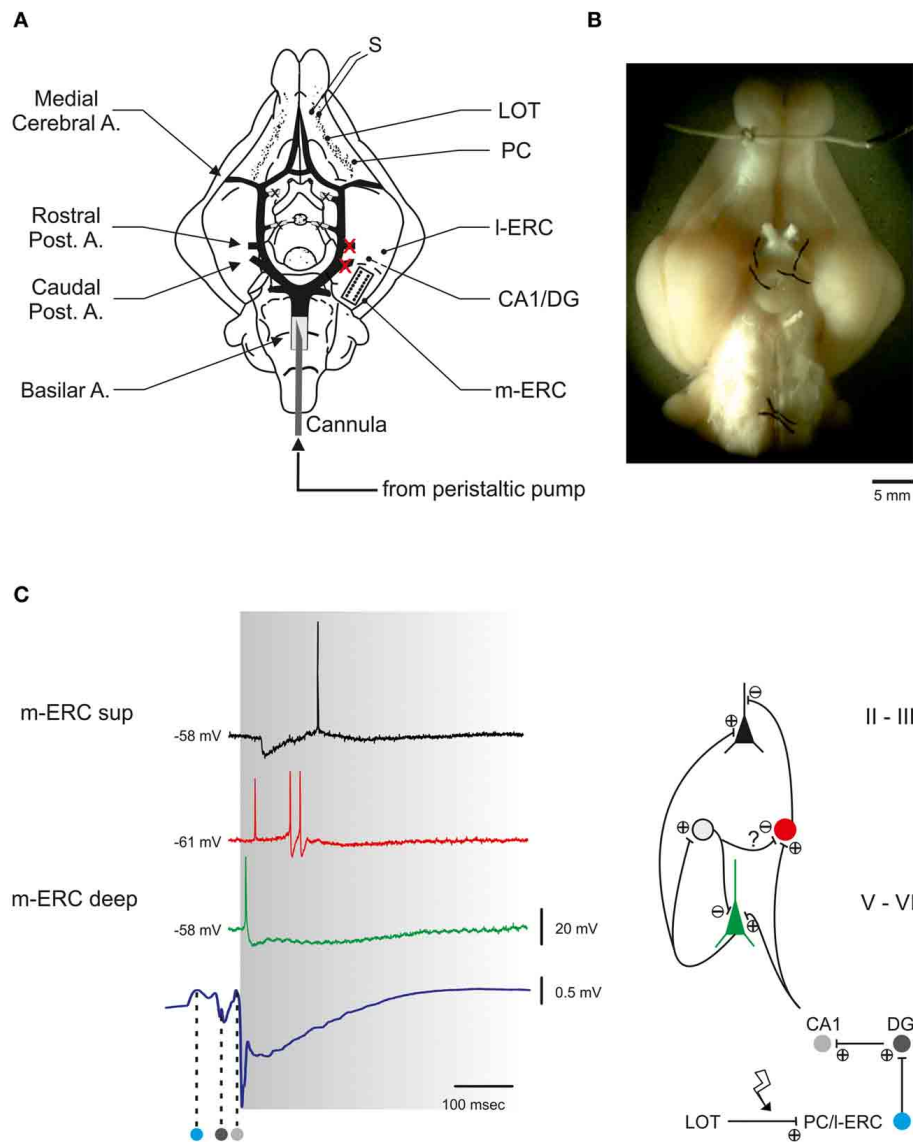 A
B
S
Medial
Cerebral A.
LOT
PC
Rostral
Post. A.
l-ERC
Caudal
Post. A.
CA1/DG
Basilar A.
m-ERC
Cannula
from peristaltic pump
5 mm
C
m-ERC sup
-58 mV
-61 mV
m-ERC deep
-58 mV
20 mV
0.5 mV
100 msec
II - III
?
V - VI
CA1
DG
LOT
PC/l-ERC